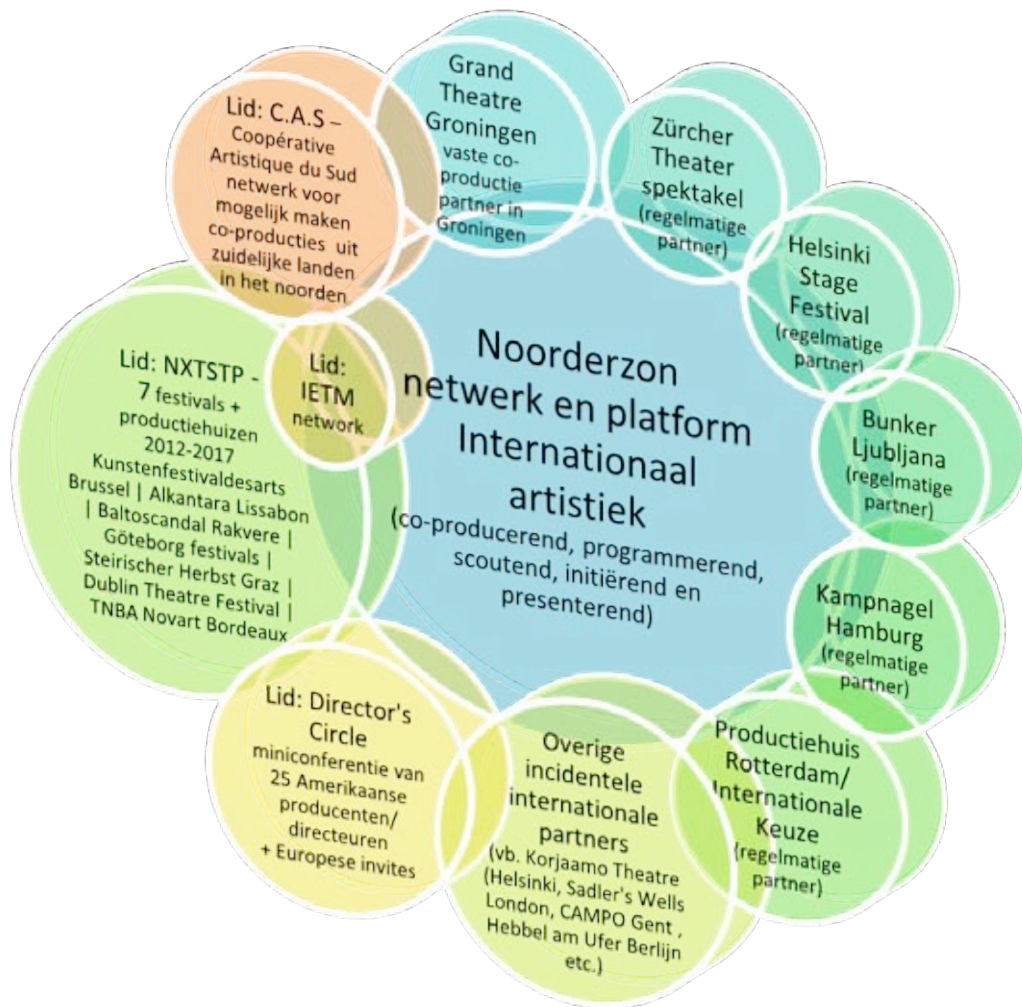 Noorderzon
netwerk en platform
Internationaal
artistiek
(co-producerend, programmerend,
scoutend, initiërend en
presenterend)
Grand
Theatre
Groningen
vaste co-
productie
partner in
Groningen
Zürcher
Theater
spektakel
(regelmatige
partner)
Helsinki
Stage
Festival
(regelmatige
partner)
Bunker
Ljubljana
(regelmatige
partner)
Kampnagel
Hamburg
(regelmatige
partner)
Productiehuis
Rotterdam/
Internationale
Keuze
(regelmatige
partner)
Overige
incidentele
internationale
partners
(vb. Korjaamo Theatre
(Helsinki, Sadler's Wells
London, CAMPO Gent ,
Hebbel am Ufer Berlijn
etc.)
Lid: Director's
Circle
miniconferentie van
25 Amerikaanse
producenten/
directeuren
+ Europese invites
Lid: NXTSTP -
7 festivals +
productiehuizen
2012-2017
Kunstenfestivaldesarts
Brussel | Alkantara Lissabon
| Baltoscandal Rakvere |
Göteborg festivals |
Steirischer Herbst Graz |
Dublin Theatre Festival |
TNBA Novart Bordeaux
Lid:
IETM
network
Lid: C.A.S –
Coopérative
Artistique du Sud
netwerk voor
mogelijk maken
co-producties uit
zuidelijke landen
in het noorden